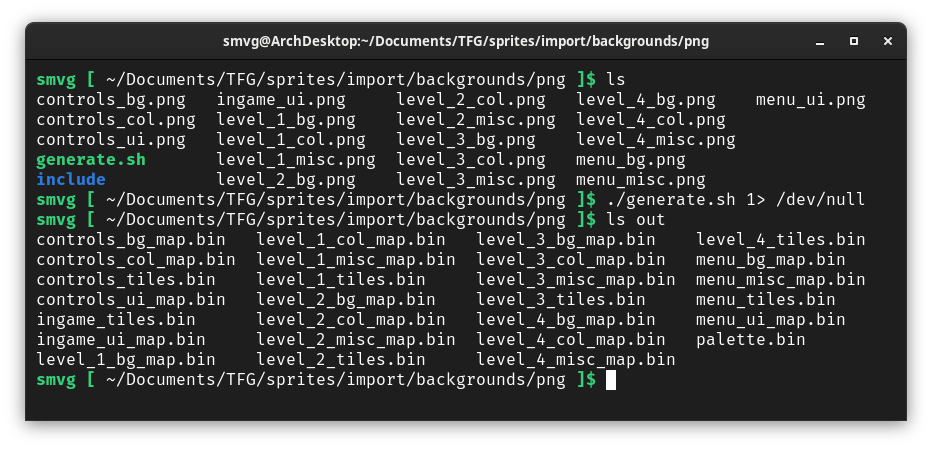 smvg@ArchDesktop:~/Documents/TFG/sprites/import/backgrounds/png
smvg [ ~/Documents/TFG/sprites/import/backgrounds/png ]$ ls
controls_bg.png   ingame_ui.png     level_2_col.png   level_4_bg.png    menu_ui.png
controls_col.png  level_1_bg.png    level_2_misc.png  level_4_col.png
controls_ui.png   level_1_col.png   level_3_bg.png    level_4_misc.png
generate.sh       level_1_misc.png  level_3_col.png   menu_bg.png
include           level_2_bg.png    level_3_misc.png  menu_misc.png
smvg [ ~/Documents/TFG/sprites/import/backgrounds/png ]$ ./generate.sh 1> /dev/null
smvg [ ~/Documents/TFG/sprites/import/backgrounds/png ]$ ls out
controls_bg_map.bin   level_1_col_map.bin   level_3_bg_map.bin    level_4_tiles.bin
controls_col_map.bin  level_1_misc_map.bin  level_3_col_map.bin   menu_bg_map.bin
controls_tiles.bin    level_1_tiles.bin     level_3_misc_map.bin  menu_misc_map.bin
controls_ui_map.bin   level_2_bg_map.bin    level_3_tiles.bin     menu_tiles.bin
ingame_tiles.bin      level_2_col_map.bin   level_4_bg_map.bin    menu_ui_map.bin
ingame_ui_map.bin     level_2_misc_map.bin  level_4_col_map.bin   palette.bin
level_1_bg_map.bin    level_2_tiles.bin     level_4_misc_map.bin
smvg [ ~/Documents/TFG/sprites/import/backgrounds/png ]$